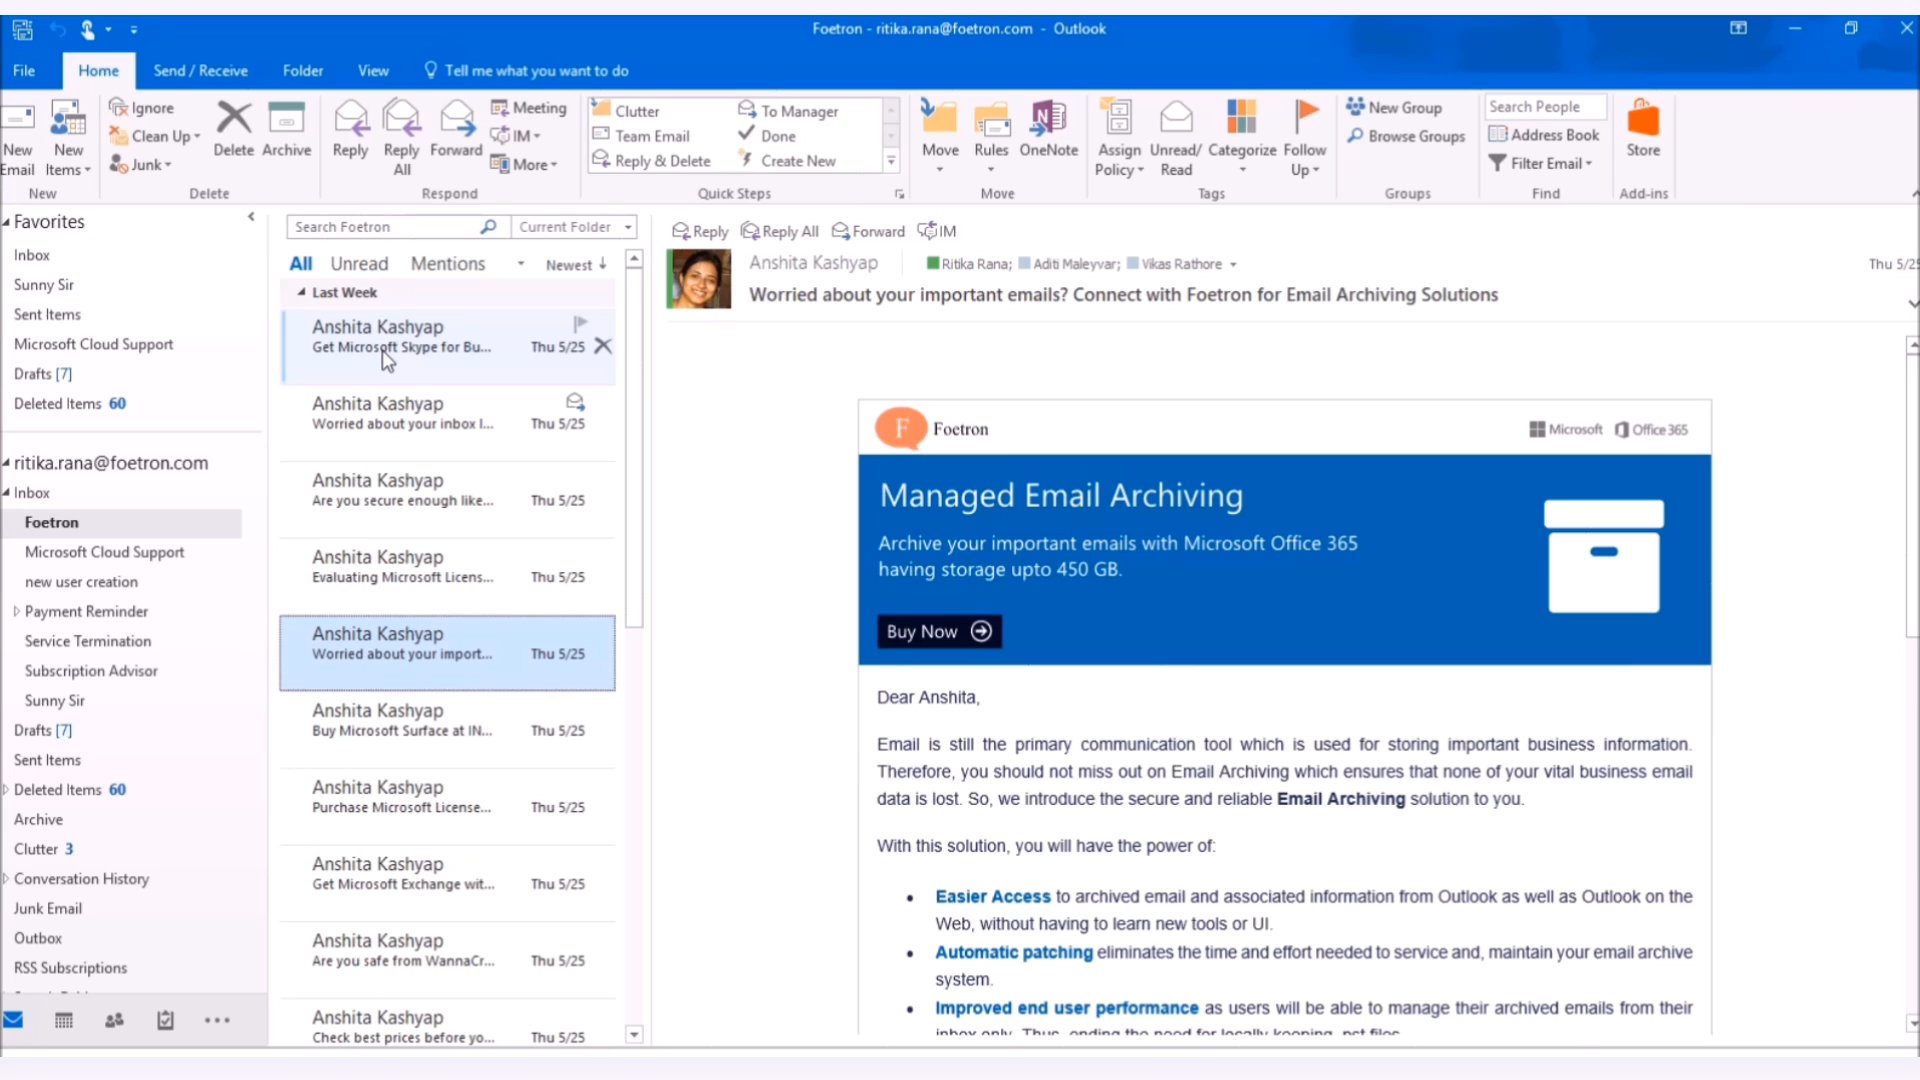 Foetron - ritika.rana@foetron.com - Outlook
File Home Send / Receive Folder View Tell me what you want to do
New Email
New Items
Ignore
Clean Up
Junk
Delete
Archive
Reply
Reply All
Forward
Meeting
IM
More
Clutter
Team Email
Reply & Delete
To Manager
Done
Create New
Move
Rules
OneNote
Assign Policy
Unread/ Read
Categorize
Follow Up
New Group
Browse Groups
Search People
Address Book
Filter Email
Store
New Delete Respond Quick Steps Move Tags Groups Find Add-ins
Favorites
Inbox
Sunny Sir
Sent Items
Microsoft Cloud Support
Drafts [7]
Deleted Items 60
ritika.rana@foetron.com
Inbox
Foetron
Microsoft Cloud Support
new user creation
Payment Reminder
Service Termination
Subscription Advisor
Sunny Sir
Drafts [7]
Sent Items
Deleted Items 60
Archive
Clutter 3
Conversation History
Junk Email
Outbox
RSS Subscriptions
Search Foetron Current Folder
All Unread Mentions Newest
Last Week
Anshita Kashyap
Get Microsoft Skype for Bu... Thu 5/25
Anshita Kashyap
Worried about your inbox l... Thu 5/25
Anshita Kashyap
Are you secure enough like... Thu 5/25
Anshita Kashyap
Evaluating Microsoft Licens... Thu 5/25
Anshita Kashyap
Worried about your import... Thu 5/25
Anshita Kashyap
Buy Microsoft Surface at IN... Thu 5/25
Anshita Kashyap
Purchase Microsoft License... Thu 5/25
Anshita Kashyap
Get Microsoft Exchange wit... Thu 5/25
Anshita Kashyap
Are you safe from WannaCr... Thu 5/25
Anshita Kashyap
Check best prices before yo... Thu 5/25
Reply Reply All Forward IM
Anshita Kashyap Ritika Rana; Aditi Maleyvar; Vikas Rathore Thu 5/25
Worried about your important emails? Connect with Foetron for Email Archiving Solutions
F Foetron Microsoft Office 365
Managed Email Archiving
Archive your important emails with Microsoft Office 365
having storage upto 450 GB.
Buy Now
Dear Anshita,
Email is still the primary communication tool which is used for storing important business information.
Therefore, you should not miss out on Email Archiving which ensures that none of your vital business email
data is lost. So, we introduce the secure and reliable Email Archiving solution to you.
With this solution, you will have the power of:
• Easier Access to archived email and associated information from Outlook as well as Outlook on the
Web, without having to learn new tools or UI.
• Automatic patching eliminates the time and effort needed to service and, maintain your email archive
system.
• Improved end user performance as users will be able to manage their archived emails from their
inbox only. Thus, ending the need for locally keeping .pst files.